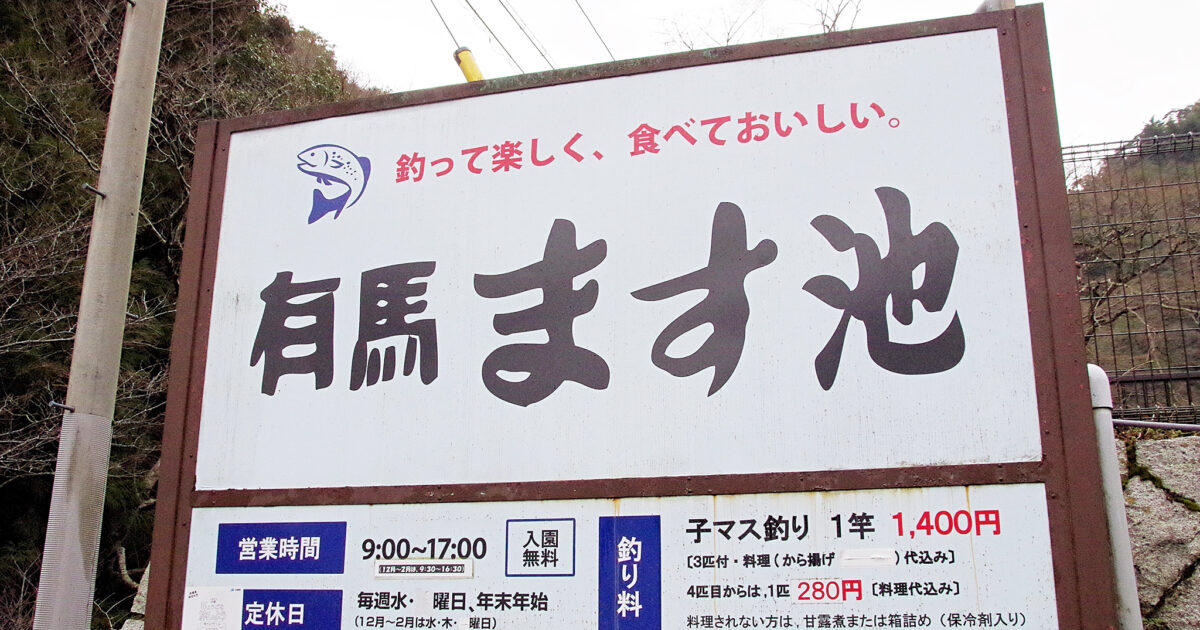 釣って楽しく、食べておいしい。
有馬ます池
営業時間
9:00~17:00
(12月~2月は、9:30~16:30)
入園
無料
定休日
毎週水・ 曜日、年末年始
(12月~2月は水・木・ 曜日)
釣り料
子マス釣り 1竿 1,400円
[3匹付・料理(から揚げ )代込み]
4匹目からは、1匹 280円 [料理代込み]
料理されない方は、甘露煮または箱詰め(保冷剤入り)